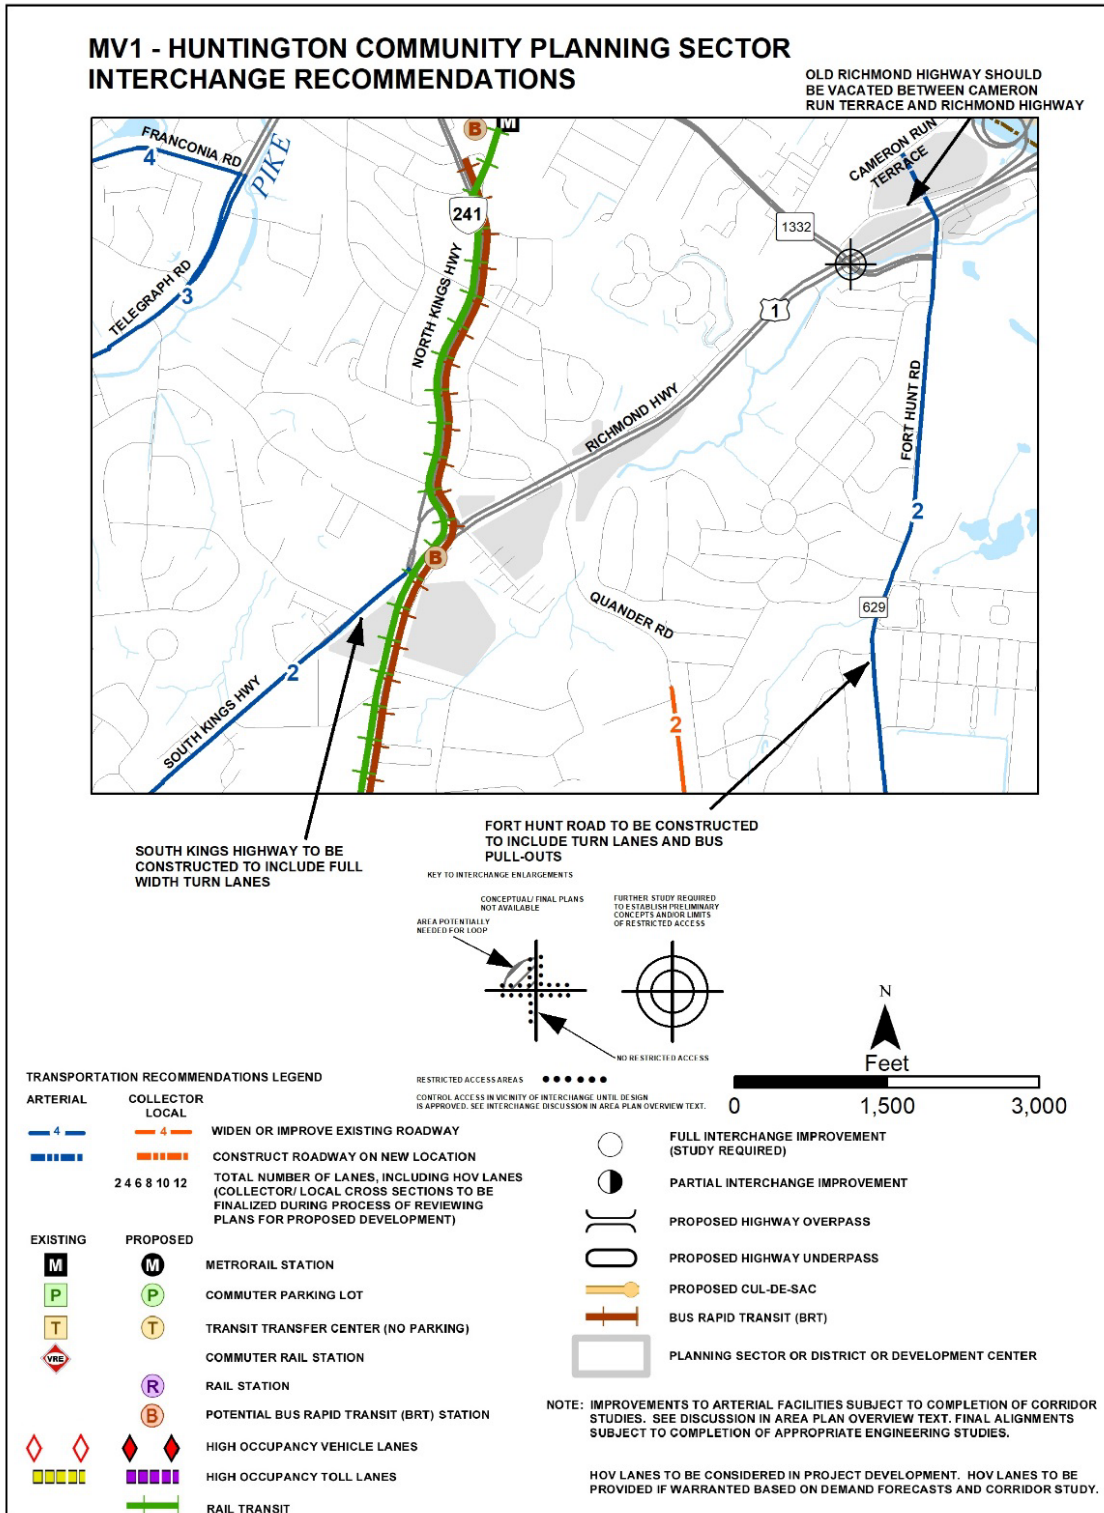 MV1 - HUNTINGTON COMMUNITY PLANNING SECTOR
INTERCHANGE RECOMMENDATIONS
OLD RICHMOND HIGHWAY SHOULD
BE VACATED BETWEEN CAMERON
RUN TERRACE AND RICHMOND HIGHWAY
FRANCONIA RD
4
PIKE
B
M
CAMERON RUN
TERRACE
241
1332
TELEGRAPH RD
3
NORTH KINGS HWY
1
RICHMOND HWY
FORT HUNT RD
2
B
QUANDER RD
629
2
SOUTH KINGS HWY
2
SOUTH KINGS HIGHWAY TO BE
CONSTRUCTED TO INCLUDE FULL
WIDTH TURN LANES
FORT HUNT ROAD TO BE CONSTRUCTED
TO INCLUDE TURN LANES AND BUS
PULL-OUTS
KEY TO INTERCHANGE ENLARGEMENTS
CONCEPTUAL/ FINAL PLANS
NOT AVAILABLE
AREA POTENTIALLY
NEEDED FOR LOOP
FURTHER STUDY REQUIRED
TO ESTABLISH PRELIMINARY
CONCEPTS AND/OR LIMITS
OF RESTRICTED ACCESS
NO RESTRICTED ACCESS
RESTRICTED ACCESS AREAS
CONTROL ACCESS IN VICINITY OF INTERCHANGE UNTIL DESIGN
IS APPROVED. SEE INTERCHANGE DISCUSSION IN AREA PLAN OVERVIEW TEXT.
N
Feet
0 1,500 3,000
TRANSPORTATION RECOMMENDATIONS LEGEND
ARTERIAL COLLECTOR
LOCAL
4 4 WIDEN OR IMPROVE EXISTING ROADWAY
CONSTRUCT ROADWAY ON NEW LOCATION
2 4 6 8 10 12 TOTAL NUMBER OF LANES, INCLUDING HOV LANES
(COLLECTOR/ LOCAL CROSS SECTIONS TO BE
FINALIZED DURING PROCESS OF REVIEWING
PLANS FOR PROPOSED DEVELOPMENT)
EXISTING PROPOSED
M M METRORAIL STATION
P P COMMUTER PARKING LOT
T T TRANSIT TRANSFER CENTER (NO PARKING)
VRE COMMUTER RAIL STATION
R RAIL STATION
B POTENTIAL BUS RAPID TRANSIT (BRT) STATION
HIGH OCCUPANCY VEHICLE LANES
HIGH OCCUPANCY TOLL LANES
RAIL TRANSIT
FULL INTERCHANGE IMPROVEMENT
(STUDY REQUIRED)
PARTIAL INTERCHANGE IMPROVEMENT
PROPOSED HIGHWAY OVERPASS
PROPOSED HIGHWAY UNDERPASS
PROPOSED CUL-DE-SAC
BUS RAPID TRANSIT (BRT)
PLANNING SECTOR OR DISTRICT OR DEVELOPMENT CENTER
NOTE: IMPROVEMENTS TO ARTERIAL FACILITIES SUBJECT TO COMPLETION OF CORRIDOR
STUDIES. SEE DISCUSSION IN AREA PLAN OVERVIEW TEXT. FINAL ALIGNMENTS
SUBJECT TO COMPLETION OF APPROPRIATE ENGINEERING STUDIES.
HOV LANES TO BE CONSIDERED IN PROJECT DEVELOPMENT. HOV LANES TO BE
PROVIDED IF WARRANTED BASED ON DEMAND FORECASTS AND CORRIDOR STUDY.